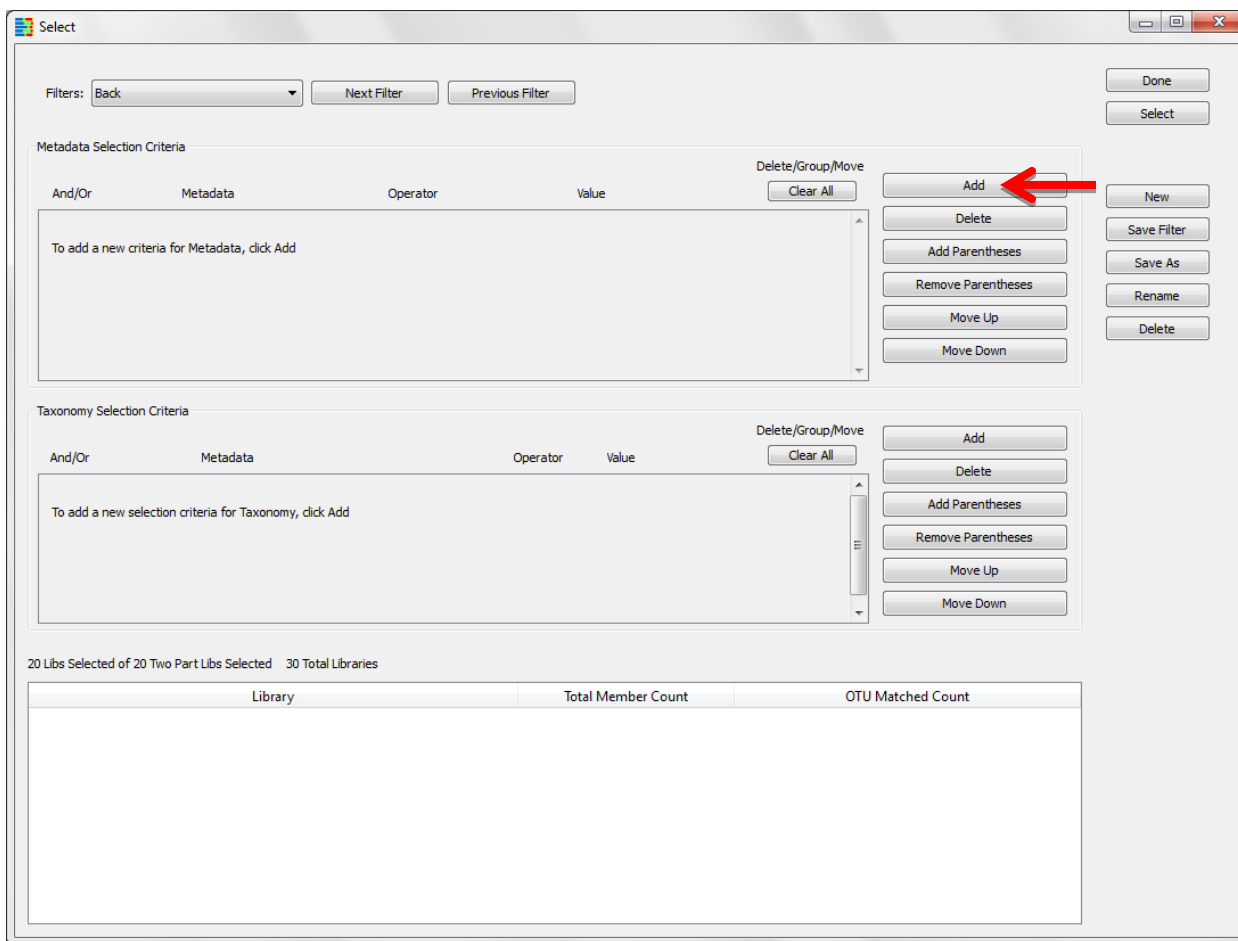 Select
Filters: Back Next Filter Previous Filter
Done
Select
Metadata Selection Criteria
Delete/Group/Move
And/Or Metadata Operator Value Clear All
To add a new criteria for Metadata, click Add
Add
Delete
Add Parentheses
Remove Parentheses
Move Up
Move Down
New
Save Filter
Save As
Rename
Delete
Taxonomy Selection Criteria
Delete/Group/Move
And/Or Metadata Operator Value Clear All
To add a new selection criteria for Taxonomy, click Add
Add
Delete
Add Parentheses
Remove Parentheses
Move Up
Move Down
20 Libs Selected of 20 Two Part Libs Selected 30 Total Libraries
Library Total Member Count OTU Matched Count